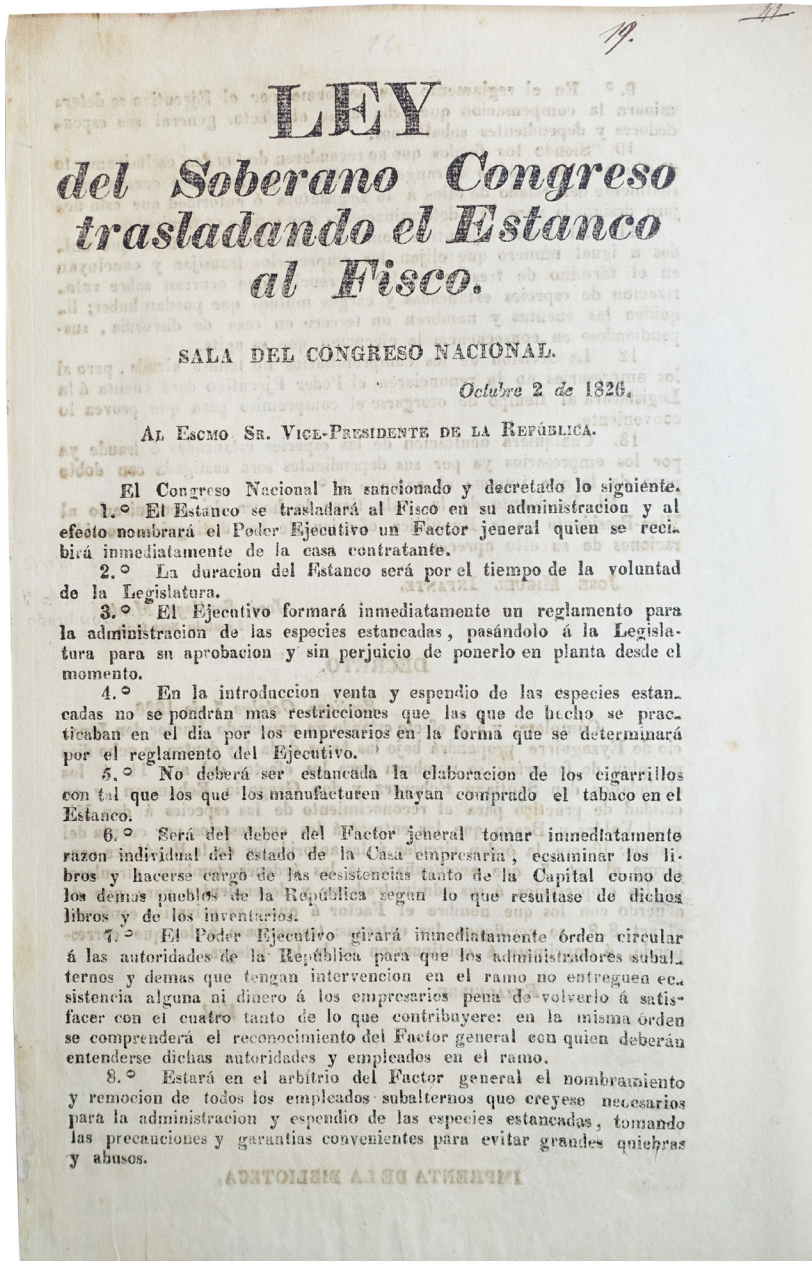 19.
41
LEY
del Soberano Congreso
trasladando el Estanco
al Fisco.
SALA DEL CONGRESO NACIONAL.
Octubre 2 de 1826.
AL ESCMO SR. VICE-PRESIDENTE DE LA REPÚBLICA.
El Congreso Nacional ha sancionado y decretado lo siguiente.
1.º El Estanco se trasladará al Fisco en su administracion y al
efecto nombrará el Poder Ejecutivo un Factor jeneral quien se reci-
birá inmediatamente de la casa contratante.
2.º La duracion del Estanco será por el tiempo de la voluntad
de la Legislatura.
3.º El Ejecutivo formará inmediatamente un reglamento para
la administracion de las especies estancadas, pasándolo á la Legisla-
tura para su aprobacion y sin perjuicio de ponerlo en planta desde el
momento.
4.º En la introduccion venta y espendio de las especies estan-
cadas no se pondrán mas restricciones que las que de hecho se prac-
ticaban en el dia por los empresarios en la forma que se determinará
por el reglamento del Ejecutivo.
5.º No deberá ser estancada la elaboracion de los cigarrillos
con tal que los que los manufacturen hayan comprado el tabaco en el
Estanco.
6.º Será del deber del Factor jeneral tomar inmediatamente
razon individual del estado de la Casa empresaria, ecsaminar los li-
bros y hacerse cargo de las ecsistencias tanto de la Capital como de
los demas pueblos de la República segun lo que resultase de dichos
libros y de los inventarios.
7.º El Poder Ejecutivo girará inmediatamente órden circular
á las autoridades de la República para que los administradores subal-
ternos y demas que tengan intervencion en el ramo no entreguen ec-
sistencia alguna ni dinero á los empresarios pena de volverlo á satis-
facer con el cuatro tanto de lo que contribuyere: en la misma órden
se comprenderá el reconocimiento del Factor general con quien deberán
entenderse dichas autoridades y empleados en el ramo.
8.º Estará en el arbítrio del Factor general el nombramiento
y remocion de todos los empleados subalternos que creyese necesarios
para la administracion y espendio de las especies estancadas, tomando
las precauciones y garantias convenientes para evitar grandes quiebras
y abusos.